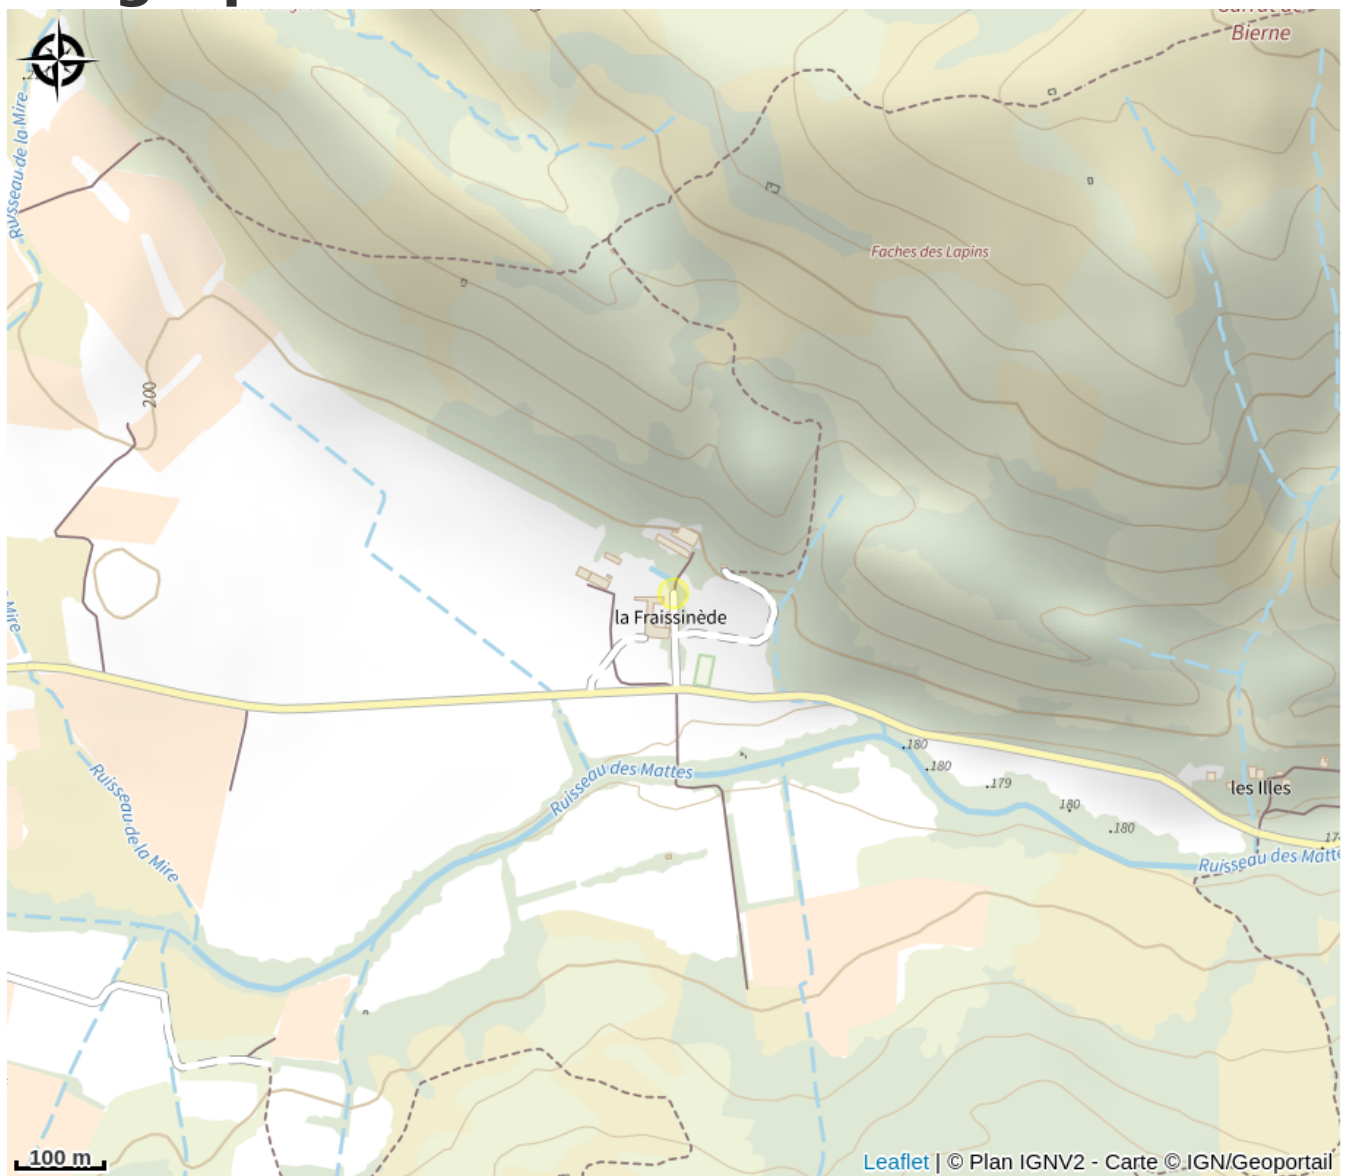 Bierne
Ruisseau de la Mire
Faches des Lapins
200
la Fraissinède
Mire
180
180
179
180
180
les Illes
Ruisseau des Mattes
Ruisseau de la Mire
Ruisseau des Matte
100 m
Leaflet | © Plan IGNV2 - Carte © IGN/Geoportail